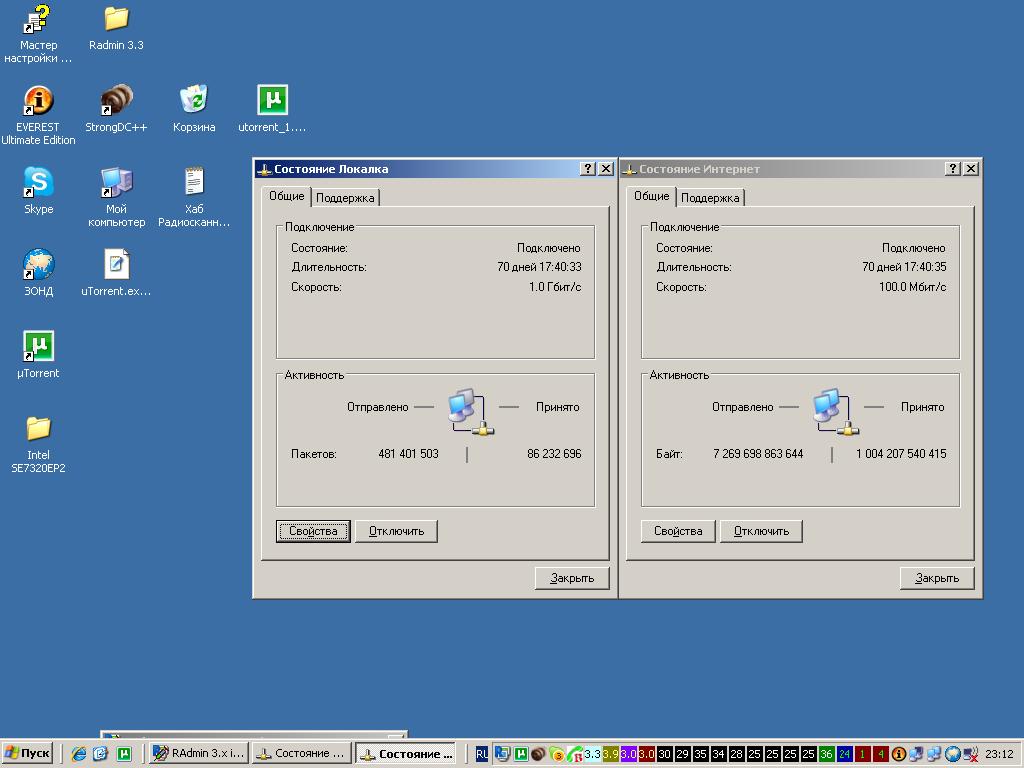 Мастер
настройки ...
Radmin 3.3
EVEREST
Ultimate Edition
StrongDC++
Корзина
utorrent_1....
Skype
Мой
компьютер
Хаб
Радиосканн...
ЗОНД
uTorrent.ex...
µTorrent
Intel
SE7320EP2
Состояние Локалка
Общие
Поддержка
Подключение
Состояние: Подключено
Длительность: 70 дней 17:40:33
Скорость: 1.0 Гбит/с
Активность
Отправлено
Принято
Пакетов: 481 401 503 86 232 696
Свойства
Отключить
Закрыть
Состояние Интернет
Общие
Поддержка
Подключение
Состояние: Подключено
Длительность: 70 дней 17:40:35
Скорость: 100.0 Мбит/с
Активность
Отправлено
Принято
Байт: 7 269 698 863 644 1 004 207 540 415
Свойства
Отключить
Закрыть
Пуск
RAdmin 3.x i...
Состояние ...
Состояние ...
RU
3.3 3.9 3.0 3.0 30 29 35 34 28 25 25 25 25 36 24 1 4
23:12